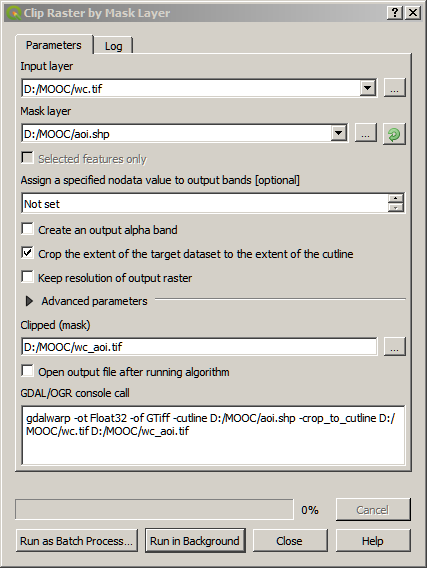 Clip Raster by Mask Layer
Parameters
Log
Input layer
D:/MOOC/wc.tif
...
Mask layer
D:/MOOC/aoi.shp
...
Selected features only
Assign a specified nodata value to output bands [optional]
Not set
Create an output alpha band
Crop the extent of the target dataset to the extent of the cutline
Keep resolution of output raster
Advanced parameters
Clipped (mask)
D:/MOOC/wc_aoi.tif
...
Open output file after running algorithm
GDAL/OGR console call
gdalwarp -ot Float32 -of GTiff -cutline D:/MOOC/aoi.shp -crop_to_cutline D:/
MOOC/wc.tif D:/MOOC/wc_aoi.tif
0%
Cancel
Run as Batch Process...
Run in Background
Close
Help